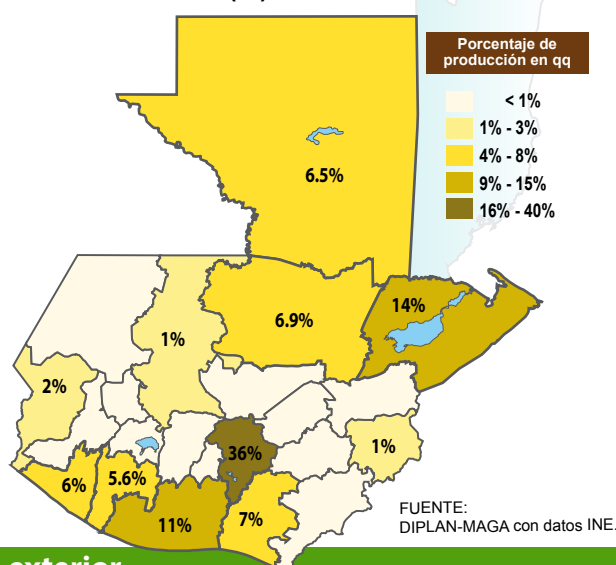 Porcentaje de
producción en qq
< 1%
1% - 3%
4% - 8%
9% - 15%
16% - 40%
6.5%
14%
6.9%
1%
2%
1%
36%
5.6%
6%
7%
11%
FUENTE:
DIPLAN-MAGA con datos INE.
exterior